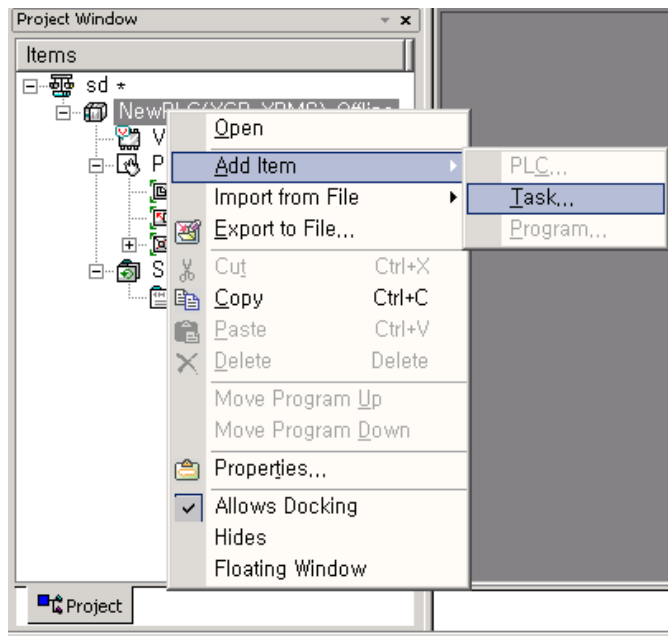 Project Window
Items
sd *
NewPLC(XGB-XBMS)-Offline
V
Open
P
Add Item
PLC...
Import from File
Task...
Export to File...
Program...
S
Cut Ctrl+X
Copy Ctrl+C
Paste Ctrl+V
Delete Delete
Move Program Up
Move Program Down
Properties...
Allows Docking
Hides
Floating Window
Project